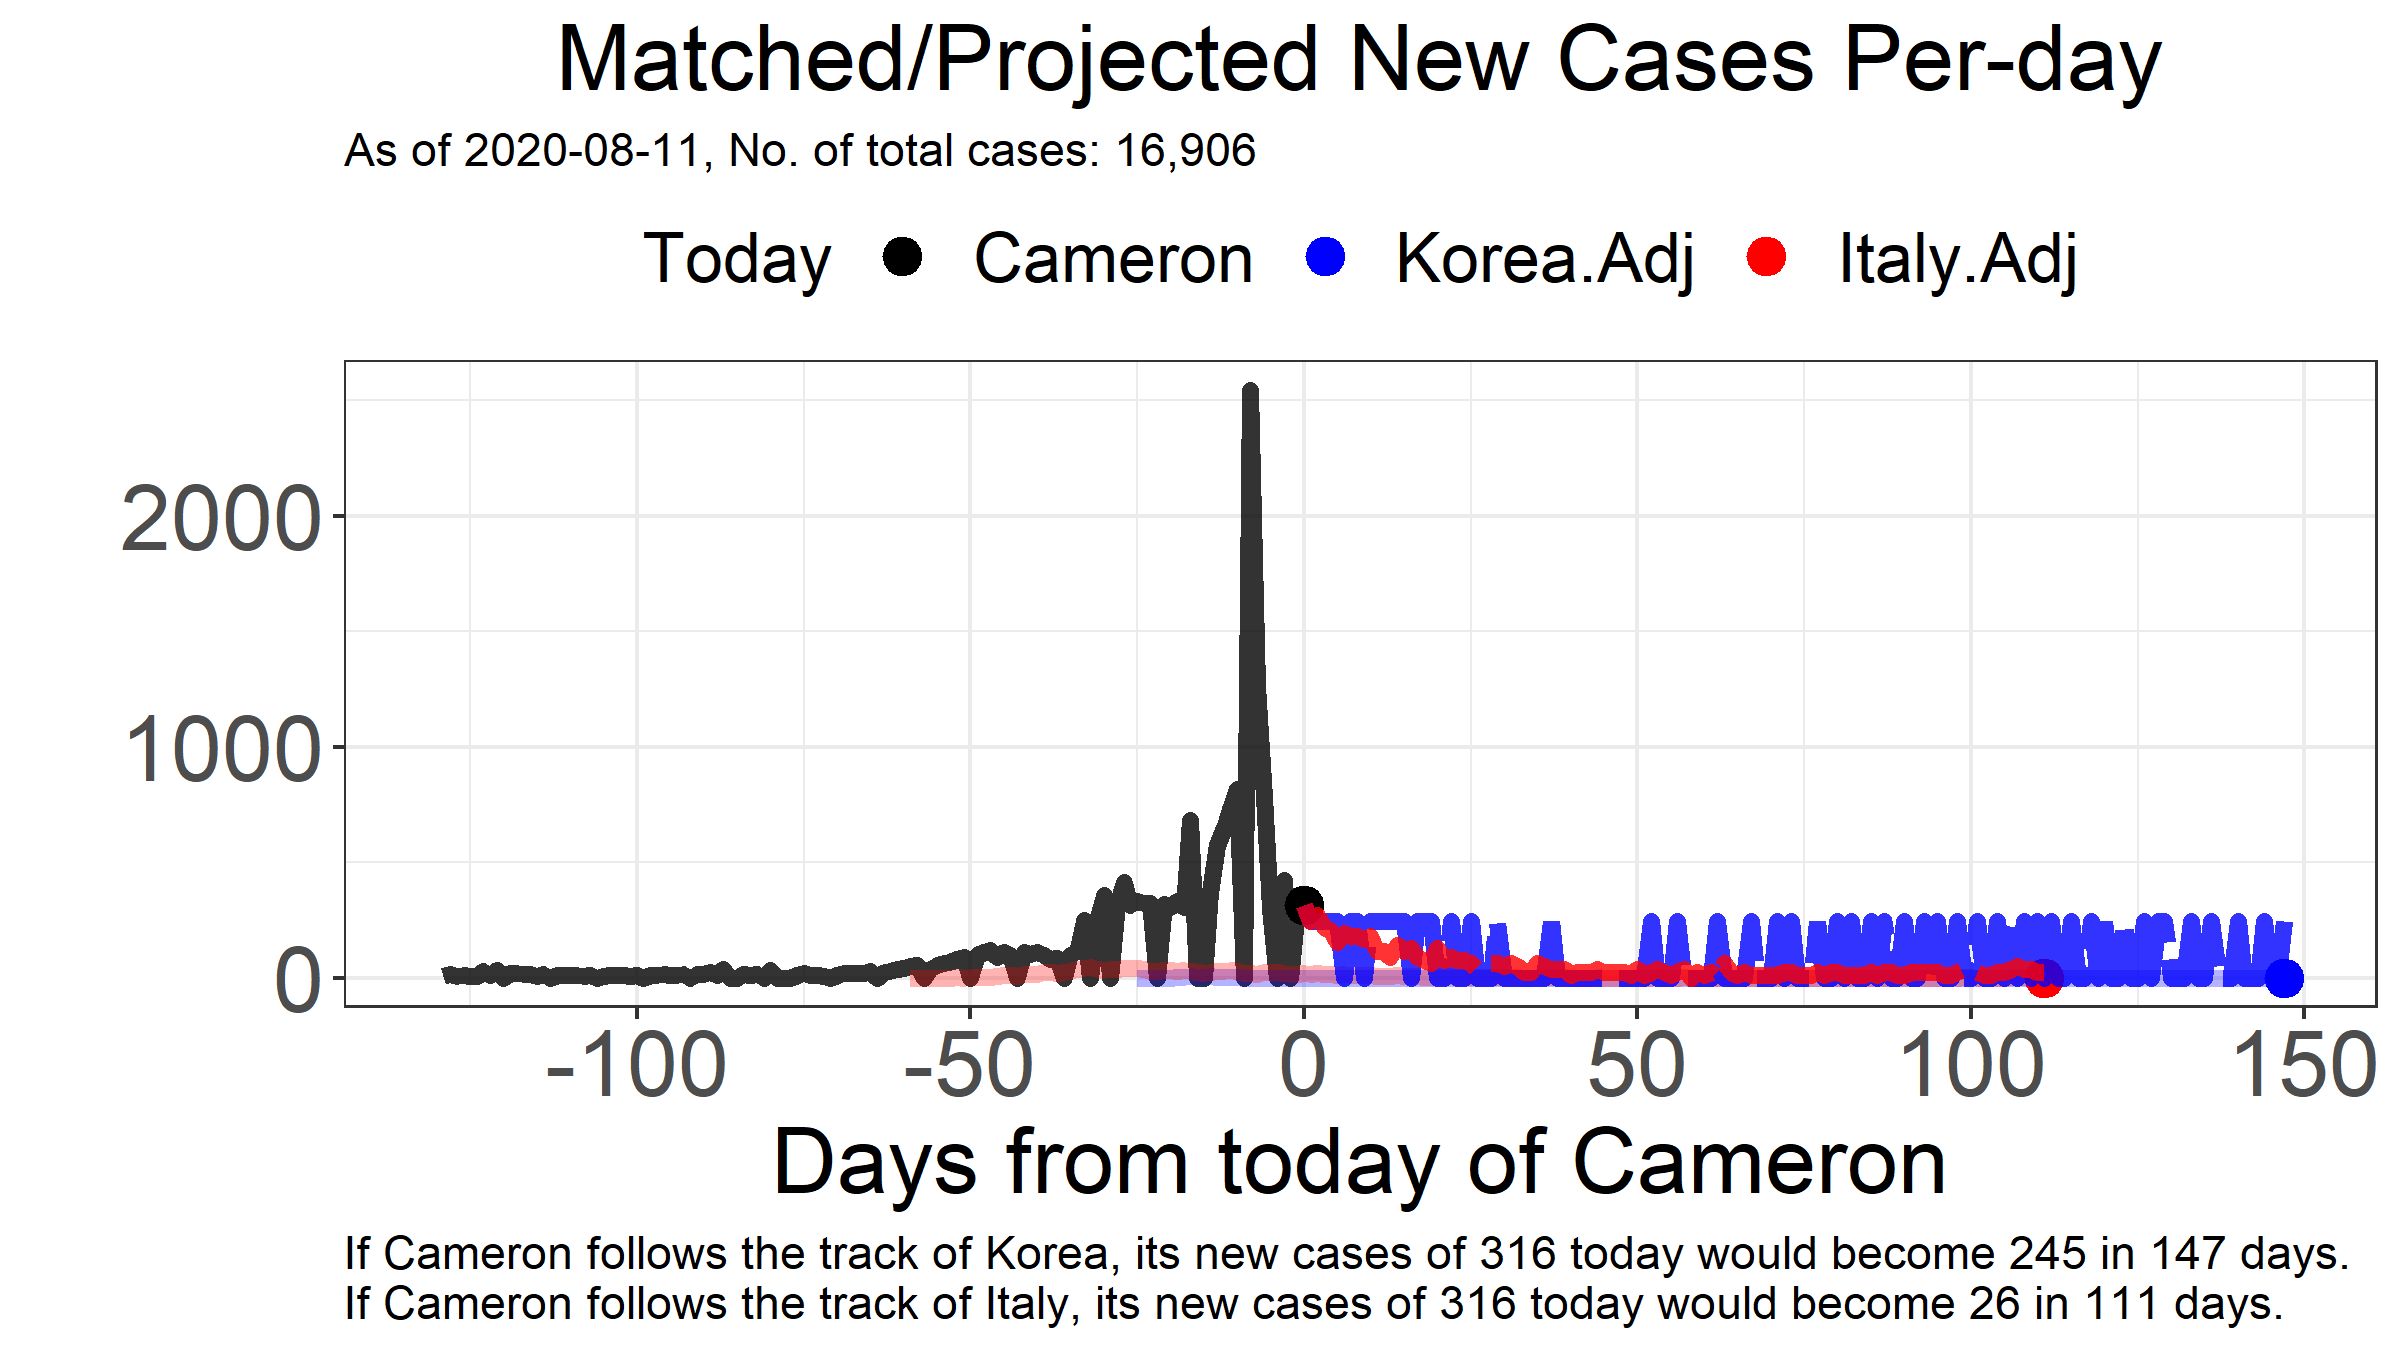 Matched/Projected New Cases Per-day
As of 2020-08-11, No. of total cases: 16,906
Today Cameron Korea.Adj Italy.Adj
2000
1000
0
-100 -50 0 50 100 150
Days from today of Cameron
If Cameron follows the track of Korea, its new cases of 316 today would become 245 in 147 days.
If Cameron follows the track of Italy, its new cases of 316 today would become 26 in 111 days.